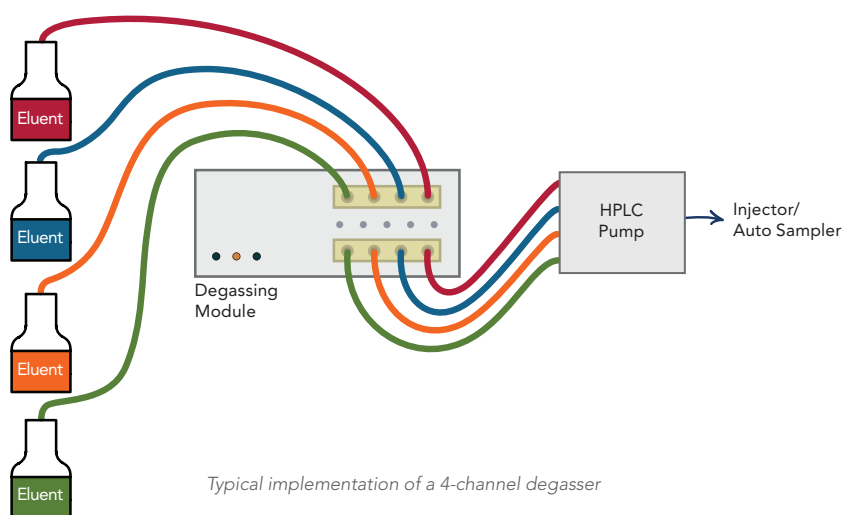 Eluent
Eluent
Eluent
Eluent
Degassing
Module
HPLC
Pump
Injector/
Auto Sampler
Typical implementation of a 4-channel degasser